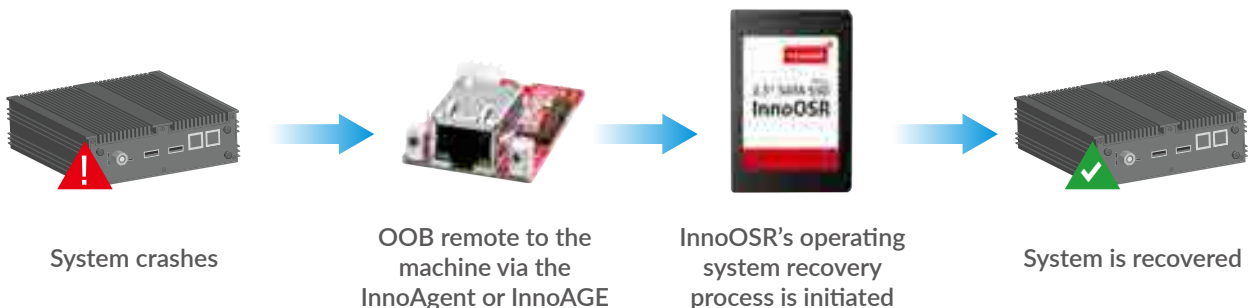 2.5" SATA SSD
InnoOSR
System crashes
OOB remote to the
machine via the
InnoAgent or InnoAGE
InnoOSR's operating
system recovery
process is initiated
System is recovered